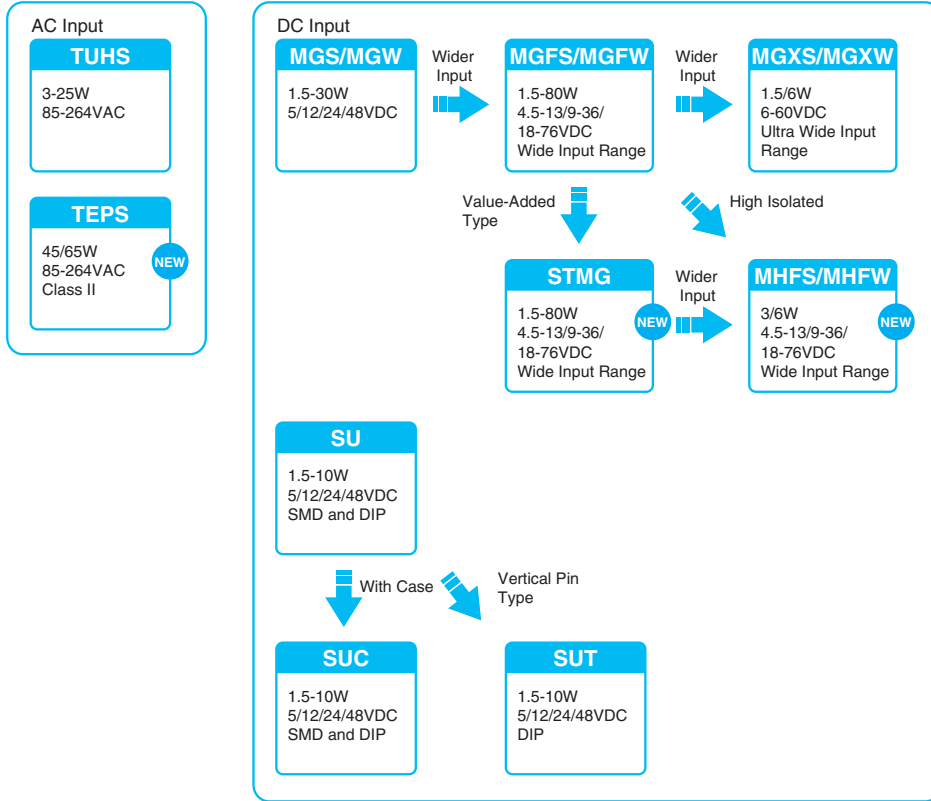 AC Input
TUHS
3-25W
85-264VAC
TEPS
45/65W
85-264VAC
Class II
NEW
DC Input
MGS/MGW
1.5-30W
5/12/24/48VDC
Wider
Input
MGFS/MGFW
1.5-80W
4.5-13/9-36/
18-76VDC
Wide Input Range
Wider
Input
MGXS/MGXW
1.5/6W
6-60VDC
Ultra Wide Input
Range
Value-Added
Type
High Isolated
STMG
1.5-80W
4.5-13/9-36/
18-76VDC
Wide Input Range
NEW
Wider
Input
MHFS/MHFW
3/6W
4.5-13/9-36/
18-76VDC
Wide Input Range
NEW
SU
1.5-10W
5/12/24/48VDC
SMD and DIP
With Case
Vertical Pin
Type
SUC
1.5-10W
5/12/24/48VDC
SMD and DIP
SUT
1.5-10W
5/12/24/48VDC
DIP